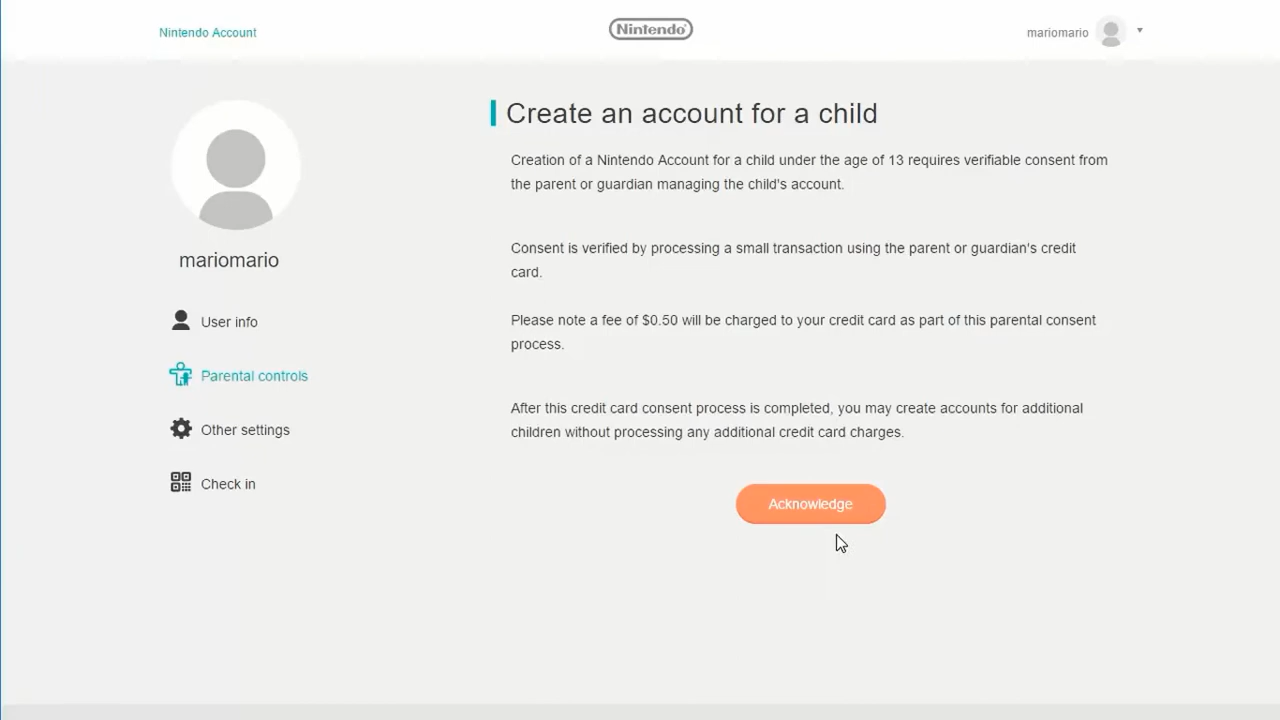 Nintendo Account
Nintendo
mariomario
mariomario
User info
Parental controls
Other settings
Check in
Create an account for a child
Creation of a Nintendo Account for a child under the age of 13 requires verifiable consent from
the parent or guardian managing the child's account.
Consent is verified by processing a small transaction using the parent or guardian's credit
card.
Please note a fee of $0.50 will be charged to your credit card as part of this parental consent
process.
After this credit card consent process is completed, you may create accounts for additional
children without processing any additional credit card charges.
Acknowledge